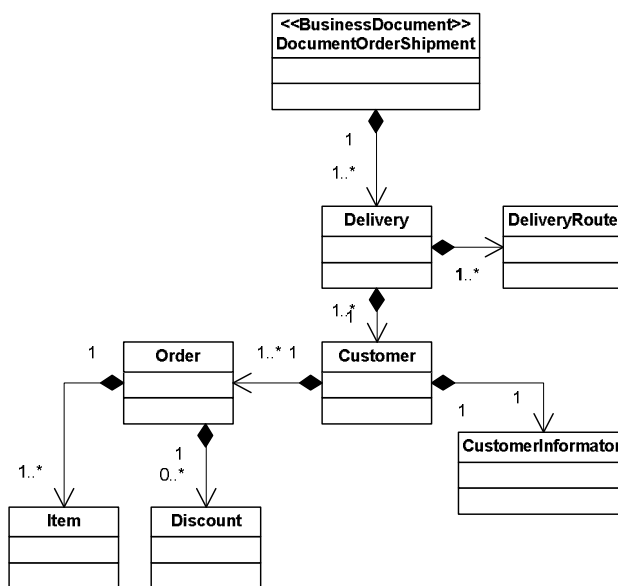 <<BusinessDocument>>
DocumentOrderShipment
1
1..*
Delivery
DeliveryRoute
1..*
1..*
1
Order
Customer
1
1..*
1
1
1
CustomerInformator
1
1..*
0..*
Item
Discount